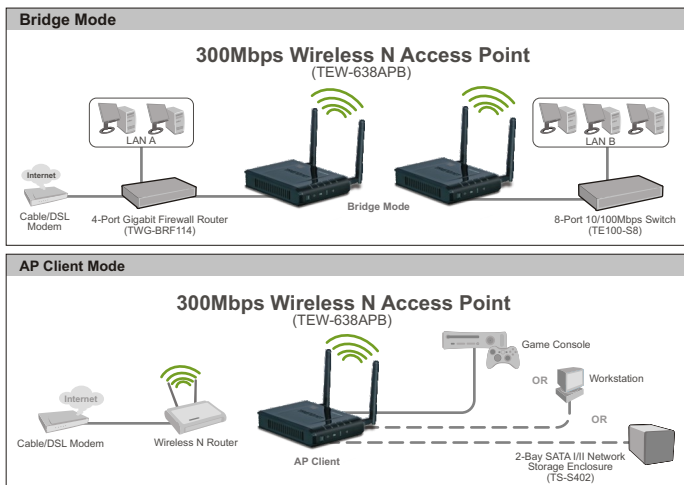 Bridge Mode
300Mbps Wireless N Access Point
(TEW-638APB)
LAN A
LAN B
Internet
Cable/DSL
Modem
4-Port Gigabit Firewall Router
(TWG-BRF114)
Bridge Mode
8-Port 10/100Mbps Switch
(TE100-S8)
AP Client Mode
300Mbps Wireless N Access Point
(TEW-638APB)
Game Console
OR
Workstation
Internet
OR
Cable/DSL Modem
Wireless N Router
AP Client
2-Bay SATA I/II Network
Storage Enclosure
(TS-S402)